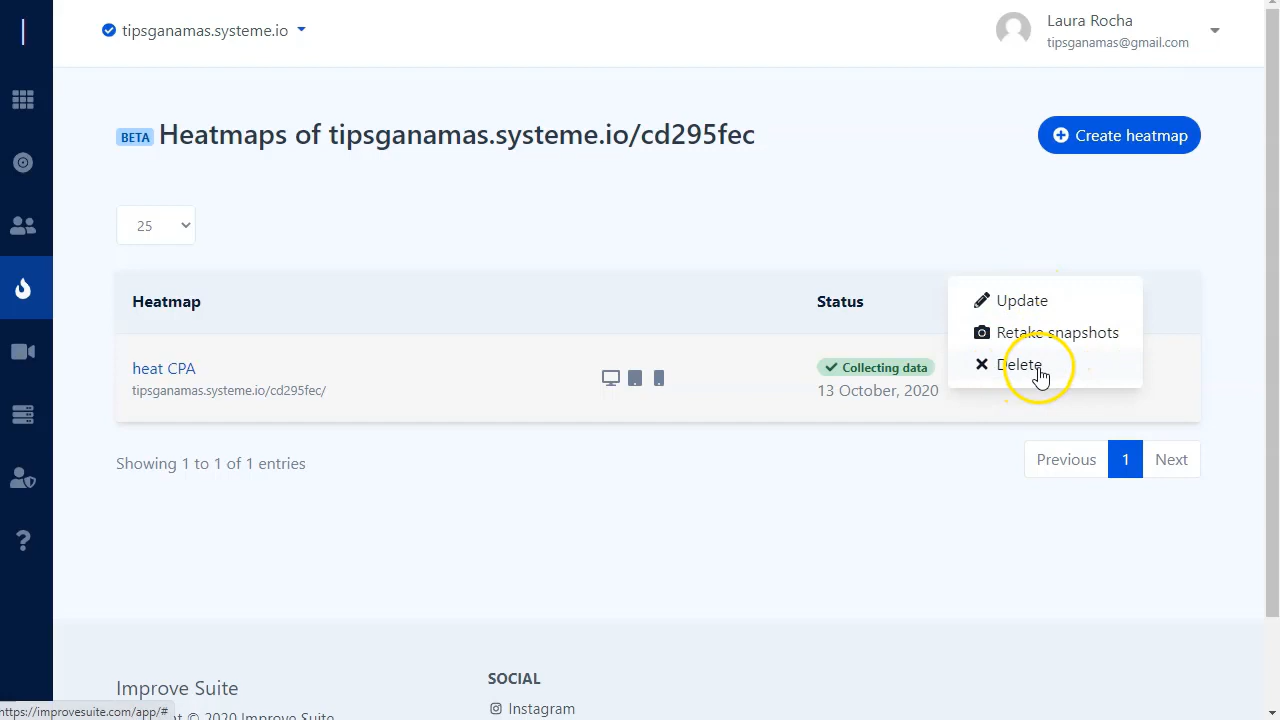 tipsganamas.systeme.io
Laura Rocha
tipsganamas@gmail.com
BETA Heatmaps of tipsganamas.systeme.io/cd295fec
Create heatmap
25
Heatmap
Status
Update
Retake snapshots
Delete
heat CPA
tipsganamas.systeme.io/cd295fec/
Collecting data
13 October, 2020
Showing 1 to 1 of 1 entries
Previous 1 Next
Improve Suite
© 2020 Improve Suite
SOCIAL
Instagram
https://improvesuite.com/app/#